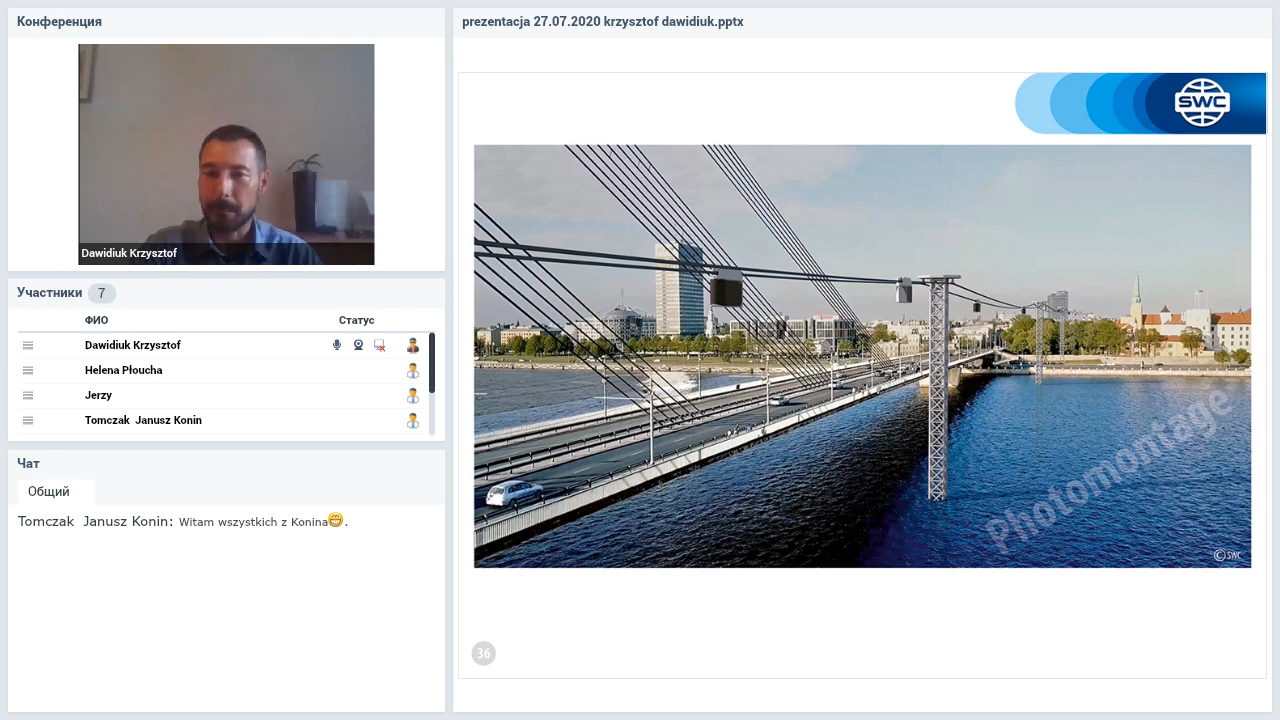 Конференция
Dawidiuk Krzysztof
Участники 7
ФИО Статус
Dawidiuk Krzysztof
Helena Płoucha
Jerzy
Tomczak Janusz Konin
Чат
Общий
Tomczak Janusz Konin: Witam wszystkich z Konina.
prezentacja 27.07.2020 krzysztof dawidiuk.pptx
SWC
Photomontage
© SWC
36